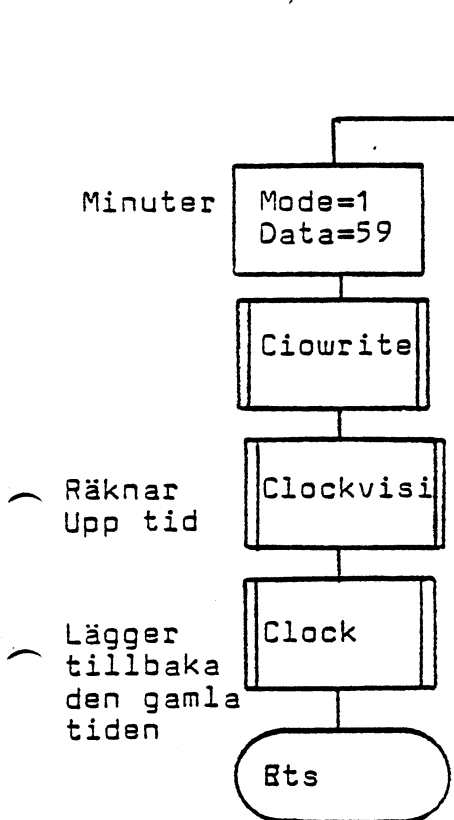 Minuter
Mode=1
Data=59
Ciowrite
Räknar
Upp tid
Clockvisi
Lägger
tillbaka
den gamla
tiden
Clock
Rts